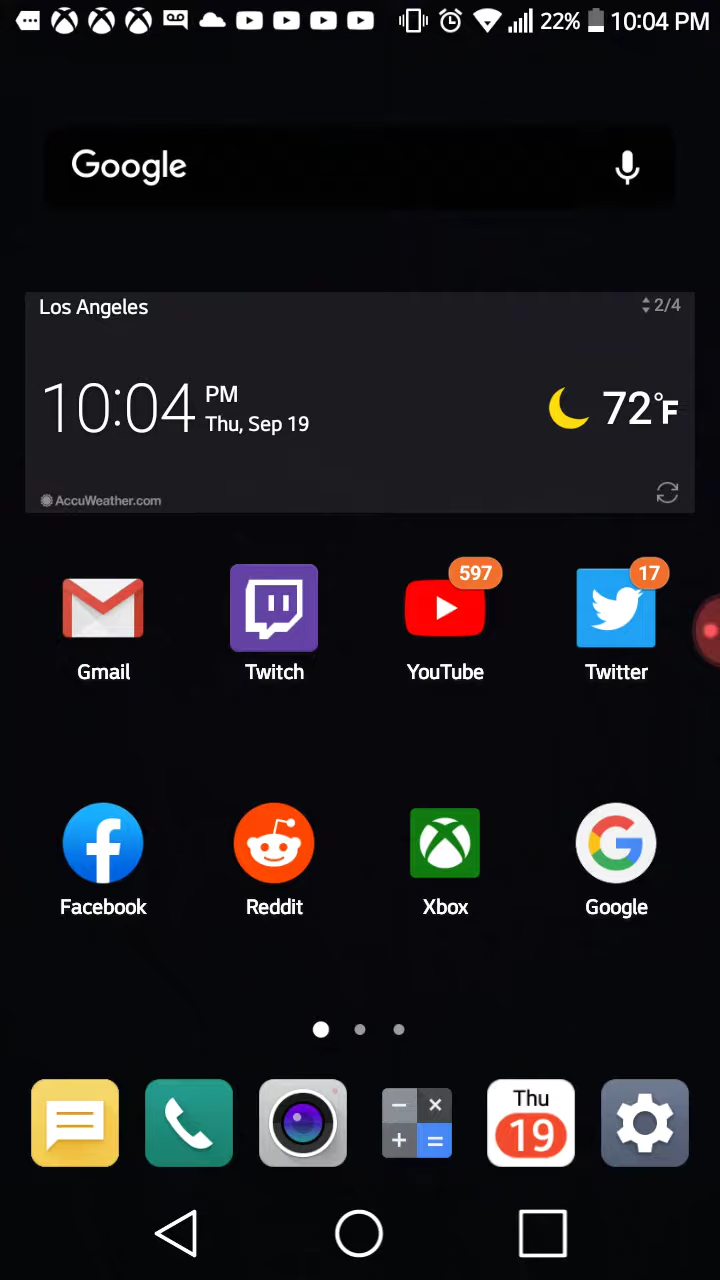 22% 10:04 PM
Google
Los Angeles
2/4
10:04 PM
Thu, Sep 19
72°F
AccuWeather.com
597
17
Gmail Twitch YouTube Twitter
Facebook Reddit Xbox Google
Thu
19